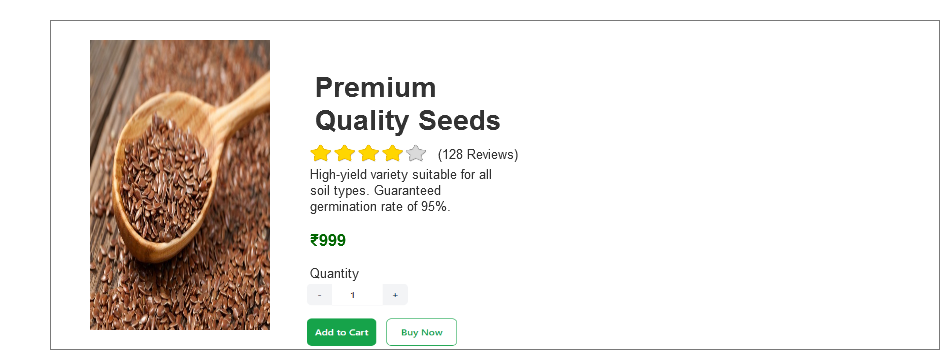 Premium
Quality Seeds
(128 Reviews)
High-yield variety suitable for all
soil types. Guaranteed
germination rate of 95%.
₹999
Quantity
- 1 +
Add to Cart Buy Now